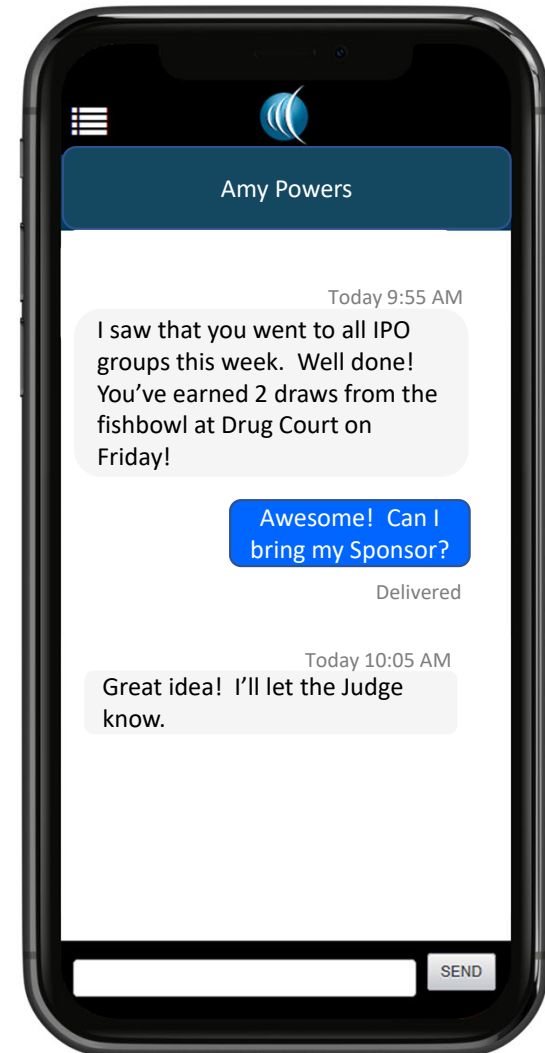 Amy Powers
Today 9:55 AM
I saw that you went to all IPO
groups this week.  Well done!
You’ve earned 2 draws from the
fishbowl at Drug Court on
Friday!
Awesome!  Can I
bring my Sponsor?
Delivered
Today 10:05 AM
Great idea!  I’ll let the Judge
know.
SEND